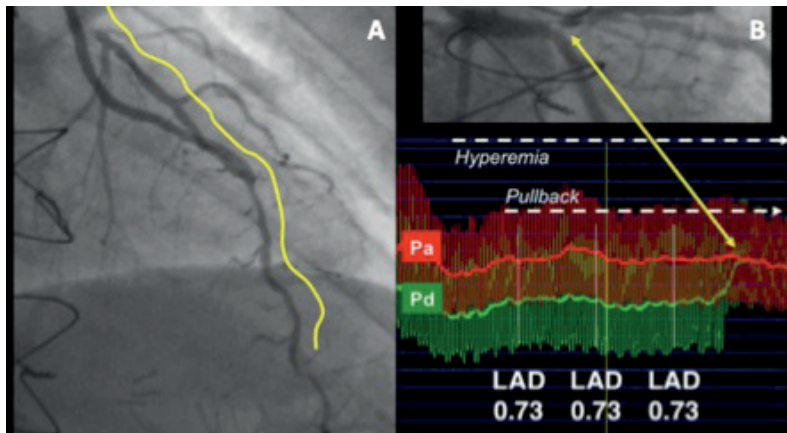 A
B
Hyperemia
Pullback
Pa
Pd
LAD LAD LAD
0.73 0.73 0.73